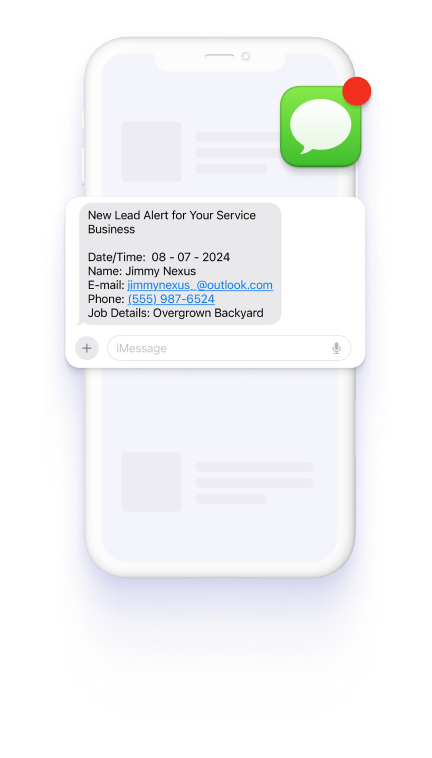 New Lead Alert for Your Service
Business
Date/Time:  08 - 07 - 2024
Name: Jimmy Nexus
E-mail: jimmynexus_@outlook.com
Phone: (555) 987-6524
Job Details: Overgrown Backyard
iMessage